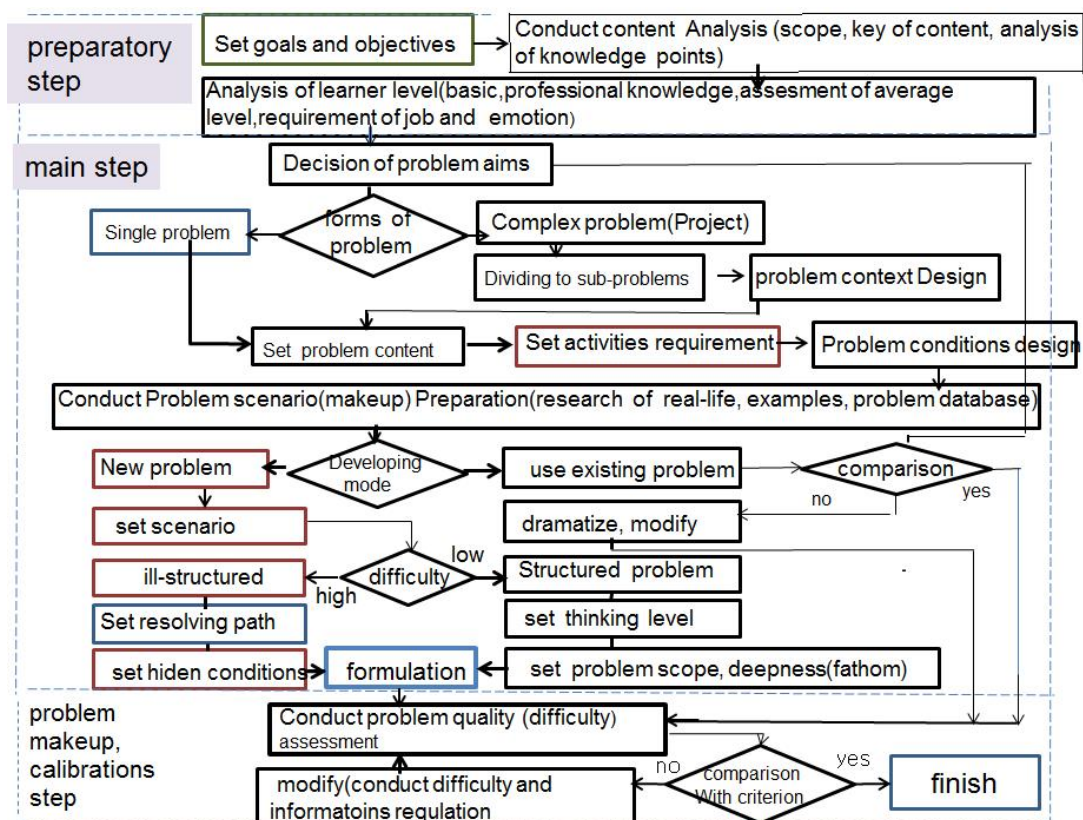 preparatory
step
Set goals and objectives
Conduct content Analysis (scope, key of content, analysis
of knowledge points)
Analysis of learner level(basic,professional knowledge,assesment of average
level,requirement of job and emotion)
main step
Decision of problem aims
forms of
problem
Single problem
Complex problem(Project)
Dividing to sub-problems
problem context Design
Set problem content
Set activities requirement
Problem conditions design
Conduct Problem scenario(makeup) Preparation(research of real-life, examples, problem database)
New problem
Developing
mode
use existing problem
comparison
yes
no
set scenario
dramatize, modify
low
ill-structured
difficulty
Structured problem
high
Set resolving path
set thinking level
set hiden conditions
formulation
set problem scope, deepness(fathom)
problem
makeup,
calibrations
step
Conduct problem quality (difficulty)
assessment
no
comparison
With criterion
yes
finish
modify(conduct difficulty and
informatoins regulation